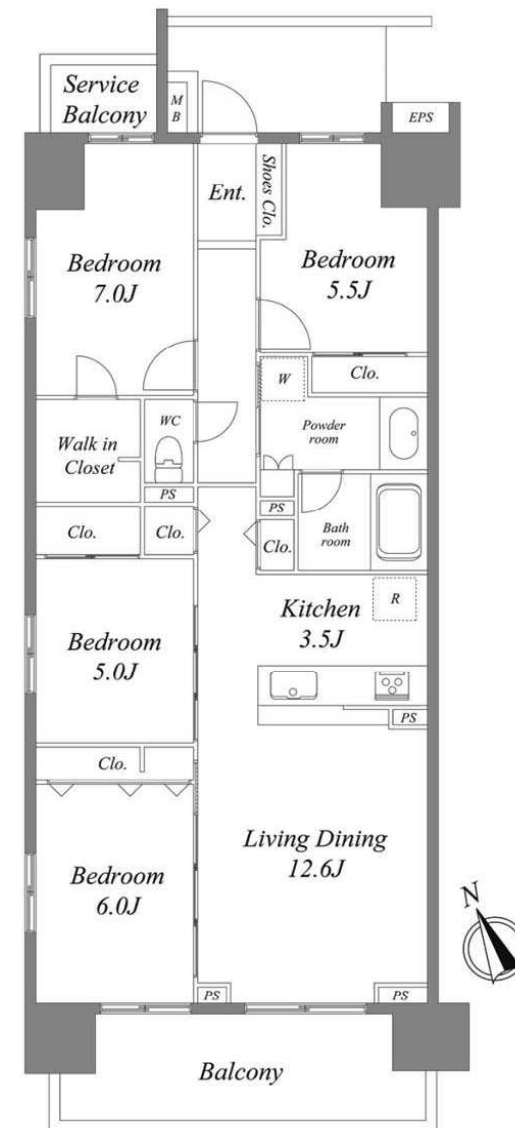 Service
Balcony
M
B
EPS
Ent.
Shoes Clo.
Bedroom
7.0J
Bedroom
5.5J
Clo.
W
WC
Powder
room
Walk in
Closet
PS
PS
Clo.
Clo.
Clo.
Bath
room
Kitchen
3.5J
R
Bedroom
5.0J
PS
Clo.
Living Dining
12.6J
Bedroom
6.0J
N
PS
PS
Balcony